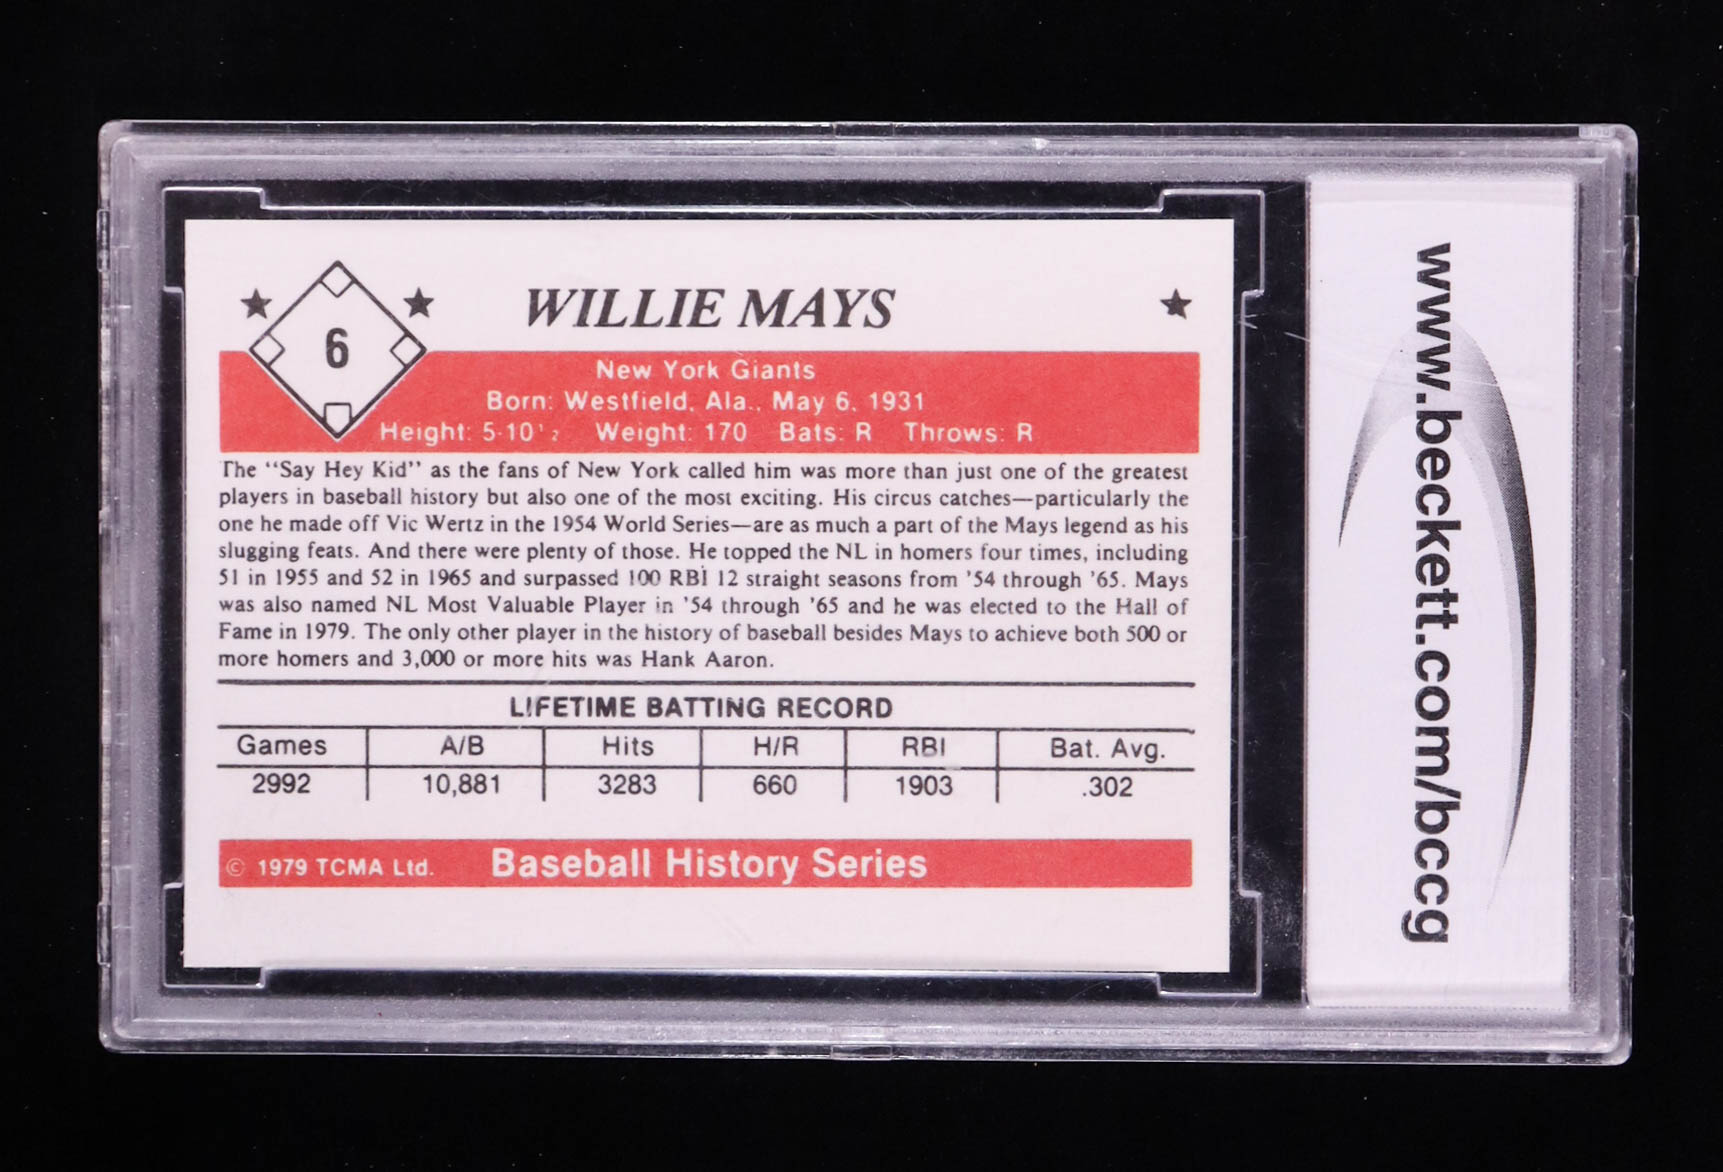 6
WILLIE MAYS
New York Giants
Born: Westfield, Ala., May 6, 1931
Height: 5-10½ Weight: 170 Bats: R Throws: R
The "Say Hey Kid" as the fans of New York called him was more than just one of the greatest
players in baseball history but also one of the most exciting. His circus catches—particularly the
one he made off Vic Wertz in the 1954 World Series—are as much a part of the Mays legend as his
slugging feats. And there were plenty of those. He topped the NL in homers four times, including
51 in 1955 and 52 in 1965 and surpassed 100 RBI 12 straight seasons from '54 through '65. Mays
was also named NL Most Valuable Player in '54 through '65 and he was elected to the Hall of
Fame in 1979. The only other player in the history of baseball besides Mays to achieve both 500 or
more homers and 3,000 or more hits was Hank Aaron.
LIFETIME BATTING RECORD
Games A/B Hits H/R RBI Bat. Avg.
2992 10,881 3283 660 1903 .302
© 1979 TCMA Ltd. Baseball History Series
www.beckett.com/bccg